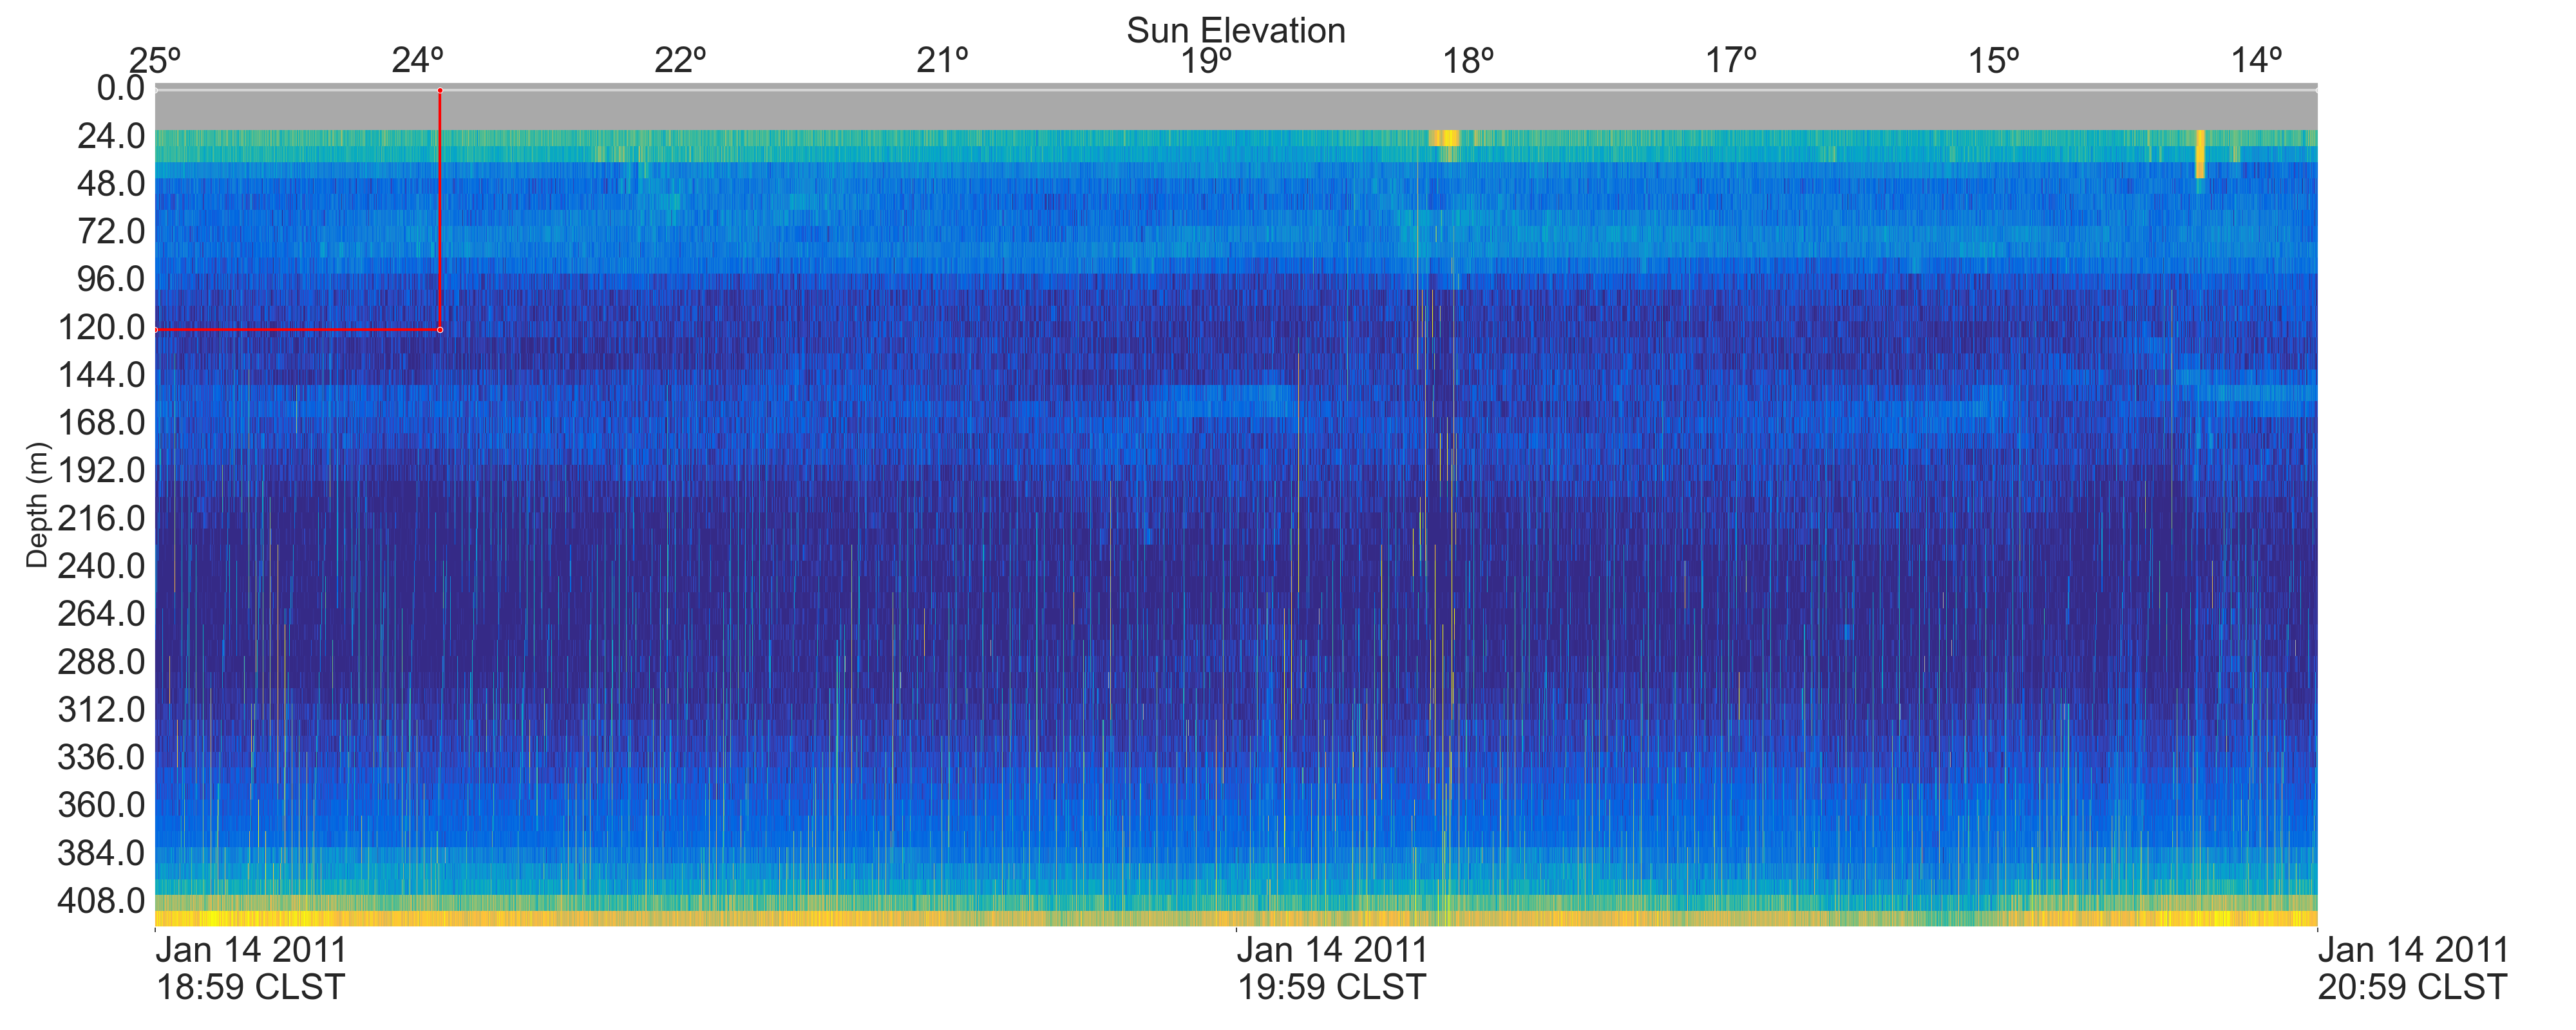 Sun Elevation
25º 24º 22º 21º 19º 18º 17º 15º 14º
0.0
24.0
48.0
72.0
96.0
120.0
144.0
168.0
192.0
216.0
240.0
264.0
288.0
312.0
336.0
360.0
384.0
408.0
Depth (m)
Jan 14 2011
18:59 CLST
Jan 14 2011
19:59 CLST
Jan 14 2011
20:59 CLST